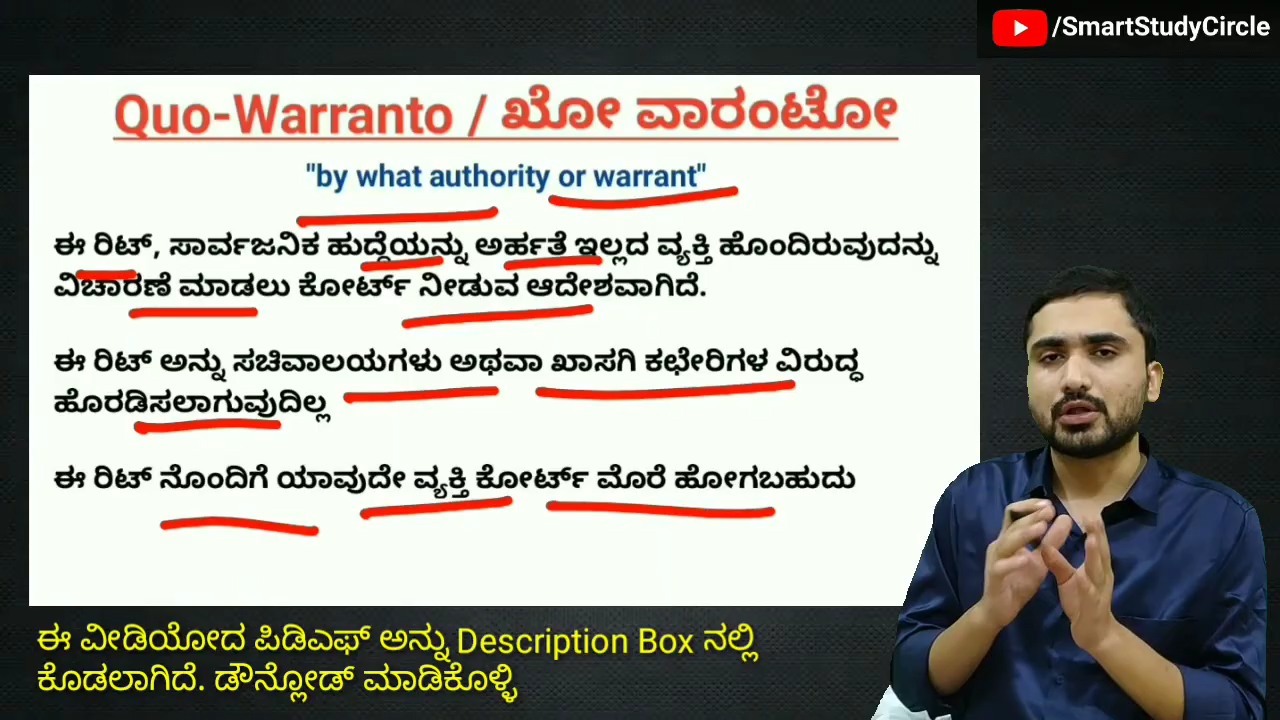 /SmartStudyCircle
Quo-Warranto / ಖೋ ವಾರಂಟೋ
"by what authority or warrant"
ಈ ರಿಟ್, ಸಾರ್ವಜನಿಕ ಹುದ್ದೆಯನ್ನು ಅರ್ಹತೆ ಇಲ್ಲದ ವ್ಯಕ್ತಿ ಹೊಂದಿರುವುದನ್ನು
ವಿಚಾರಣೆ ಮಾಡಲು ಕೋರ್ಟ್ ನೀಡುವ ಆದೇಶವಾಗಿದೆ.
ಈ ರಿಟ್ ಅನ್ನು ಸಚಿವಾಲಯಗಳು ಅಥವಾ ಖಾಸಗಿ ಕಛೇರಿಗಳ ವಿರುದ್ಧ
ಹೊರಡಿಸಲಾಗುವುದಿಲ್ಲ
ಈ ರಿಟ್ ನೊಂದಿಗೆ ಯಾವುದೇ ವ್ಯಕ್ತಿ ಕೋರ್ಟ್ ಮೊರೆ ಹೋಗಬಹುದು
ಈ ವೀಡಿಯೋದ ಪಿಡಿಎಫ್ ಅನ್ನು Description Box ನಲ್ಲಿ
ಕೊಡಲಾಗಿದೆ. ಡೌನ್ಲೋಡ್ ಮಾಡಿಕೊಳ್ಳಿ